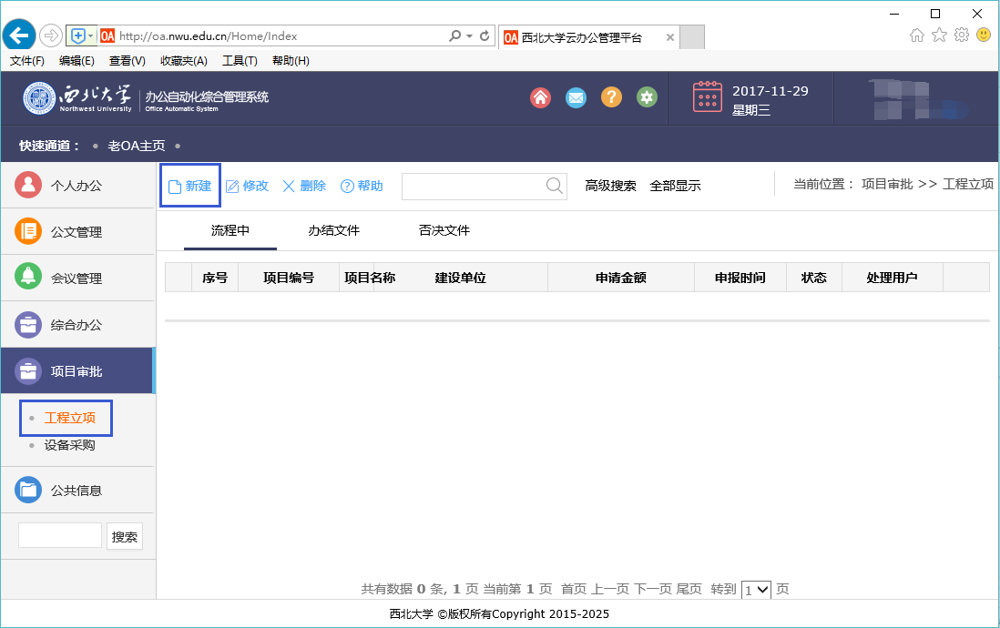 OA http://oa.nwu.edu.cn/Home/Index
OA 西北大学云办公管理平台
文件(F) 编辑(E) 查看(V) 收藏夹(A) 工具(T) 帮助(H)
西北大学
Northwest University
办公自动化综合管理系统
Office Automatic System
2017-11-29
星期三
快速通道： • 老OA主页 •
个人办公
公文管理
会议管理
综合办公
项目审批
工程立项
设备采购
公共信息
搜索
新建 修改 删除 帮助 高级搜索 全部显示 当前位置： 项目审批 >> 工程立项
流程中 办结文件 否决文件
序号 项目编号 项目名称 建设单位 申请金额 申报时间 状态 处理用户
共有数据 0 条, 1 页 当前第 1 页 首页 上一页 下一页 尾页 转到 1 页
西北大学 ©版权所有Copyright 2015-2025